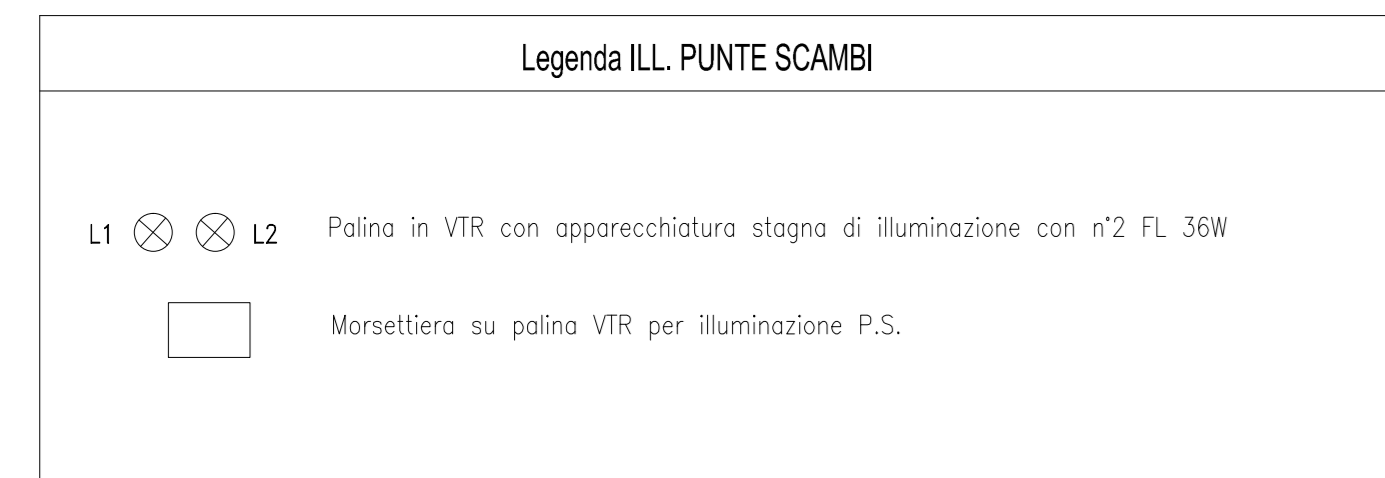 Legenda ILL. PUNTE SCAMBI
L1 L2 Palina in VTR con apparecchiatura stagna di illuminazione con n°2 FL 36W
Morsettiera su palina VTR per illuminazione P.S.